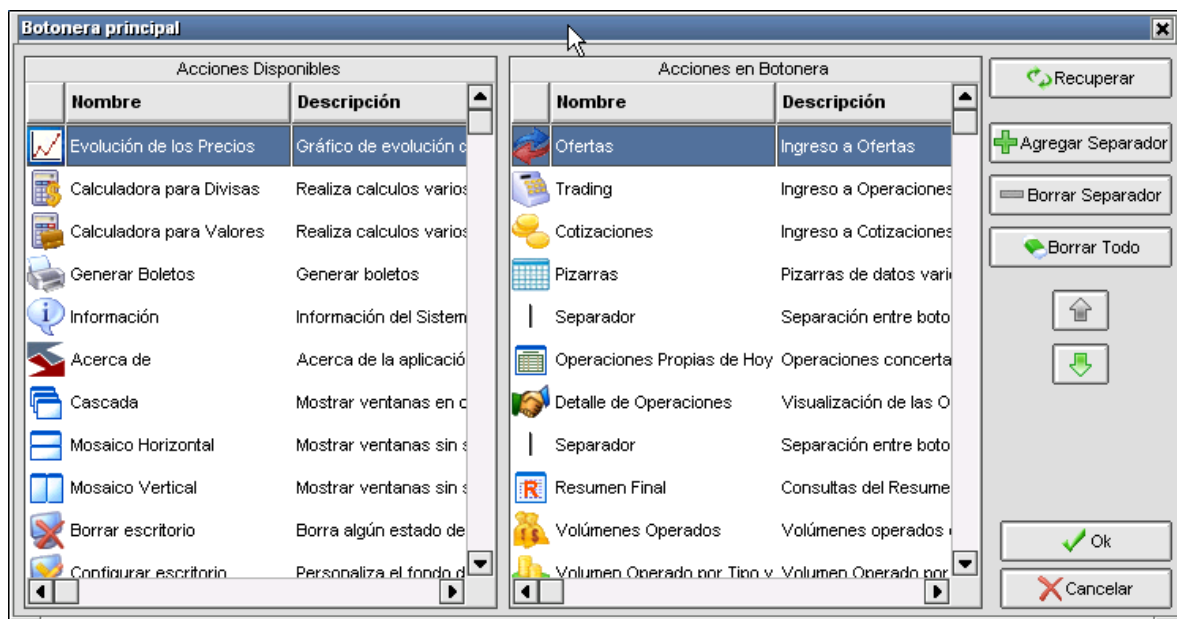 Botonera principal
Acciones Disponibles
Nombre Descripción
Evolución de los Precios Gráfico de evolución
Calculadora para Divisas Realiza calculos varios
Calculadora para Valores Realiza calculos varios
Generar Boletos Generar boletos
Información Información del Sistem
Acerca de Acerca de la aplicació
Cascada Mostrar ventanas en
Mosaico Horizontal Mostrar ventanas sin
Mosaico Vertical Mostrar ventanas sin
Borrar escritorio Borra algún estado de
Configurar escritorio Personaliza el fondo d
Acciones en Botonera
Nombre Descripción
Ofertas Ingreso a Ofertas
Trading Ingreso a Operaciones
Cotizaciones Ingreso a Cotizaciones
Pizarras Pizarras de datos vari
Separador Separación entre boto
Operaciones Propias de Hoy Operaciones concerta
Detalle de Operaciones Visualización de las O
Separador Separación entre boto
R Resumen Final Consultas del Resume
Volúmenes Operados Volúmenes operados
Volumen Operado por Tipo y Volumen Operado por
Recuperar
Agregar Separador
Borrar Separador
Borrar Todo
Ok
Cancelar